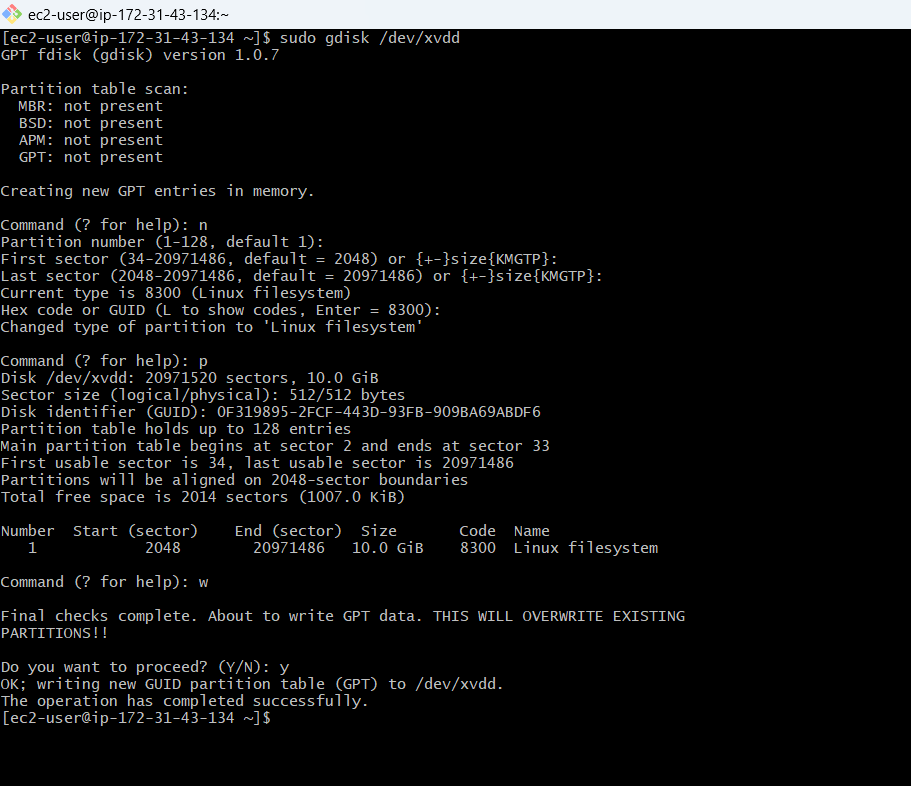 ec2-user@ip-172-31-43-134:~
[ec2-user@ip-172-31-43-134 ~]$ sudo gdisk /dev/xvdd
GPT fdisk (gdisk) version 1.0.7
Partition table scan:
MBR: not present
BSD: not present
APM: not present
GPT: not present
Creating new GPT entries in memory.
Command (? for help): n
Partition number (1-128, default 1):
First sector (34-20971486, default = 2048) or {+-}size{KMGTP}:
Last sector (2048-20971486, default = 20971486) or {+-}size{KMGTP}:
Current type is 8300 (Linux filesystem)
Hex code or GUID (L to show codes, Enter = 8300):
Changed type of partition to 'Linux filesystem'
Command (? for help): p
Disk /dev/xvdd: 20971520 sectors, 10.0 GiB
Sector size (logical/physical): 512/512 bytes
Disk identifier (GUID): 0F319895-2FCF-443D-93FB-909BA69ABDF6
Partition table holds up to 128 entries
Main partition table begins at sector 2 and ends at sector 33
First usable sector is 34, last usable sector is 20971486
Partitions will be aligned on 2048-sector boundaries
Total free space is 2014 sectors (1007.0 KiB)
Number  Start (sector)    End (sector)  Size       Code  Name
   1            2048        20971486   10.0 GiB    8300  Linux filesystem
Command (? for help): w
Final checks complete. About to write GPT data. THIS WILL OVERWRITE EXISTING
PARTITIONS!!
Do you want to proceed? (Y/N): y
OK; writing new GUID partition table (GPT) to /dev/xvdd.
The operation has completed successfully.
[ec2-user@ip-172-31-43-134 ~]$